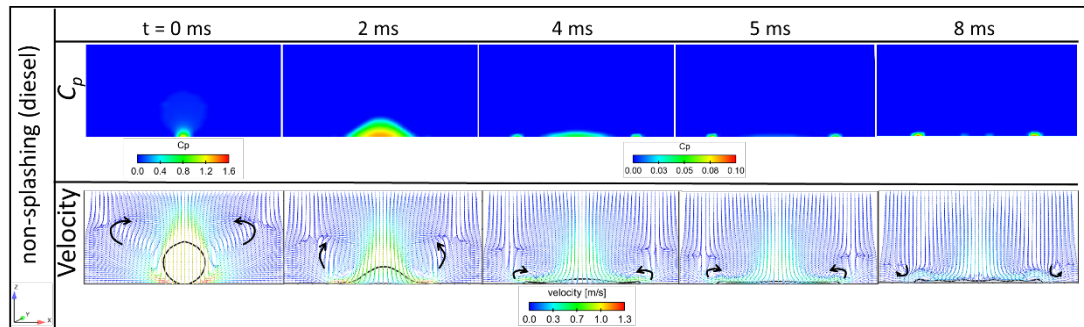 t = 0 ms 2 ms 4 ms 5 ms 8 ms
non-splashing (diesel)
Cp
Cp
0.0 0.4 0.8 1.2 1.6
Cp
0.00 0.03 0.05 0.08 0.10
Velocity
velocity [m/s]
0.0 0.3 0.7 1.0 1.3
Z
Y
X